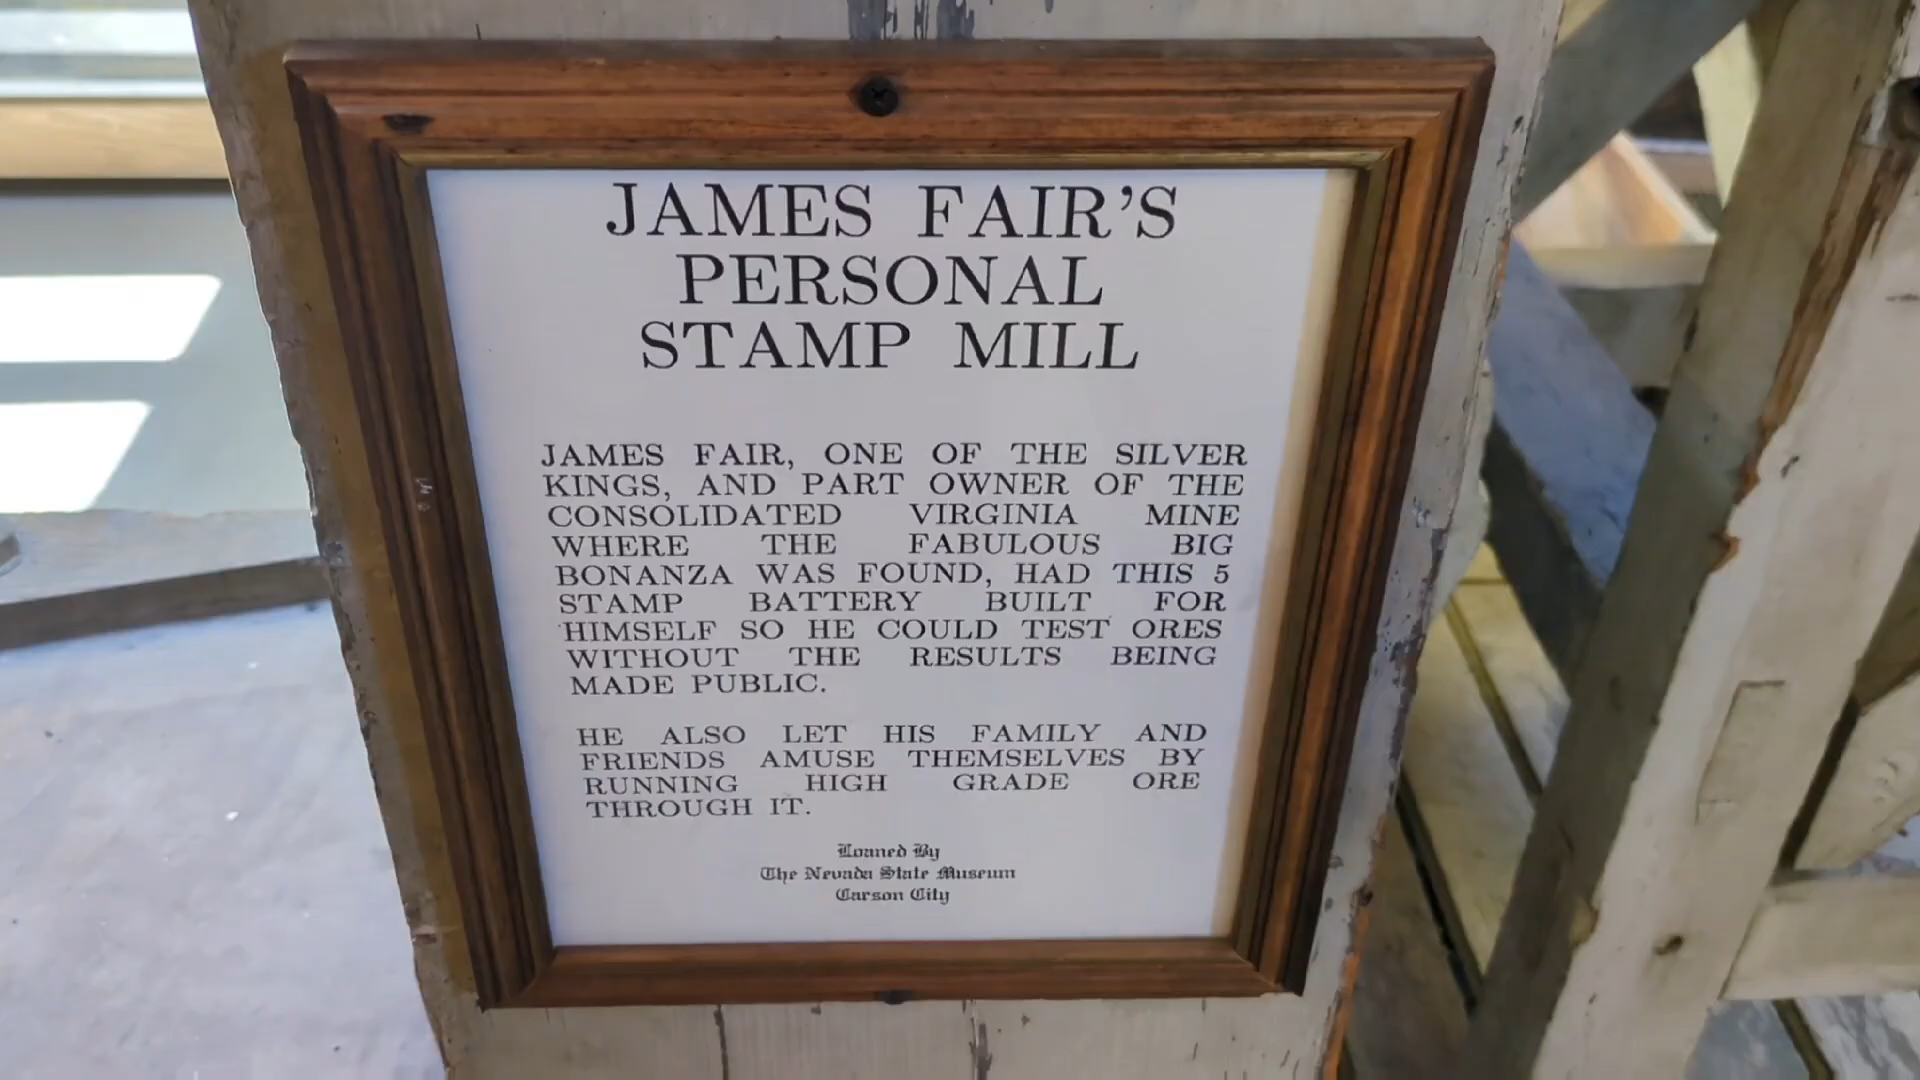 JAMES FAIR'S
PERSONAL
STAMP MILL
JAMES FAIR, ONE OF THE SILVER
KINGS, AND PART OWNER OF THE
CONSOLIDATED VIRGINIA MINE
WHERE THE FABULOUS BIG
BONANZA WAS FOUND, HAD THIS 5
STAMP BATTERY BUILT FOR
HIMSELF SO HE COULD TEST ORES
WITHOUT THE RESULTS BEING
MADE PUBLIC.
HE ALSO LET HIS FAMILY AND
FRIENDS AMUSE THEMSELVES BY
RUNNING HIGH GRADE ORE
THROUGH IT.
Loaned By
The Nevada State Museum
Carson City